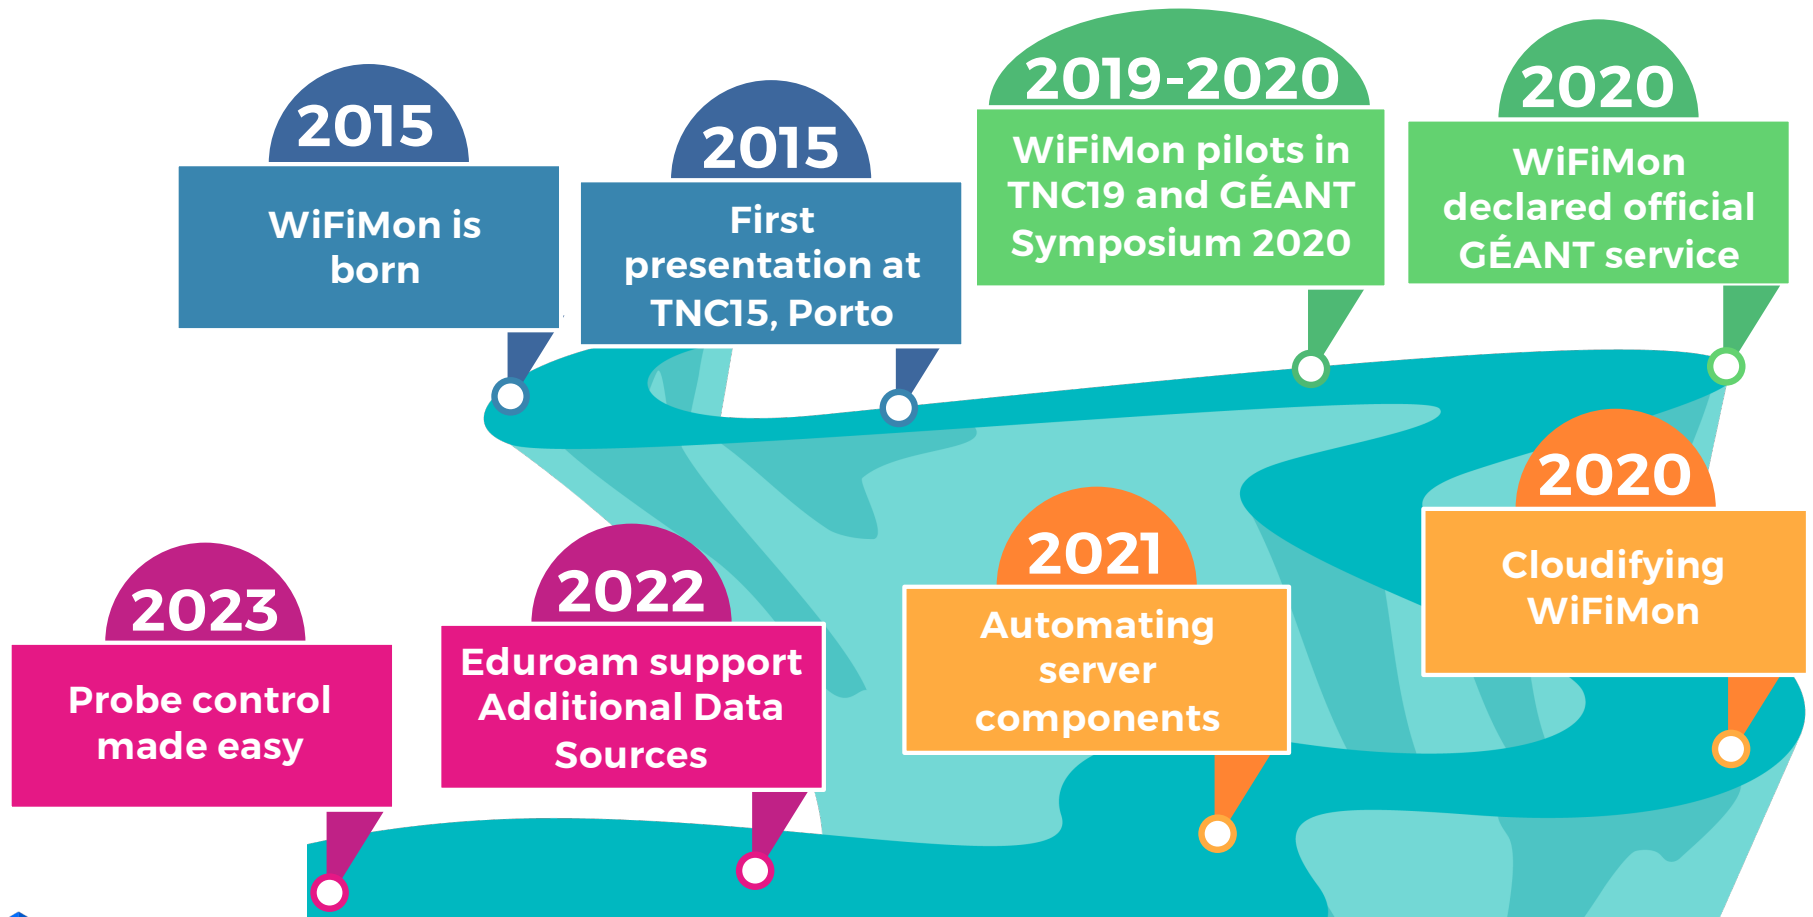 2015
WiFiMon is
born
2015
First
presentation at
TNC15, Porto
2019-2020
WiFiMon pilots in
TNC19 and GÉANT
Symposium 2020
2020
WiFiMon
declared official
GÉANT service
2020
Cloudifying
WiFiMon
2021
Automating
server
components
2022
Eduroam support
Additional Data
Sources
2023
Probe control
made easy